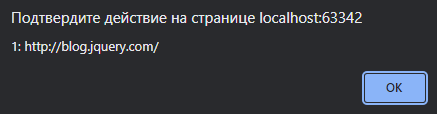 Подтвердите действие на странице localhost:63342
1: http://blog.jquery.com/
OK